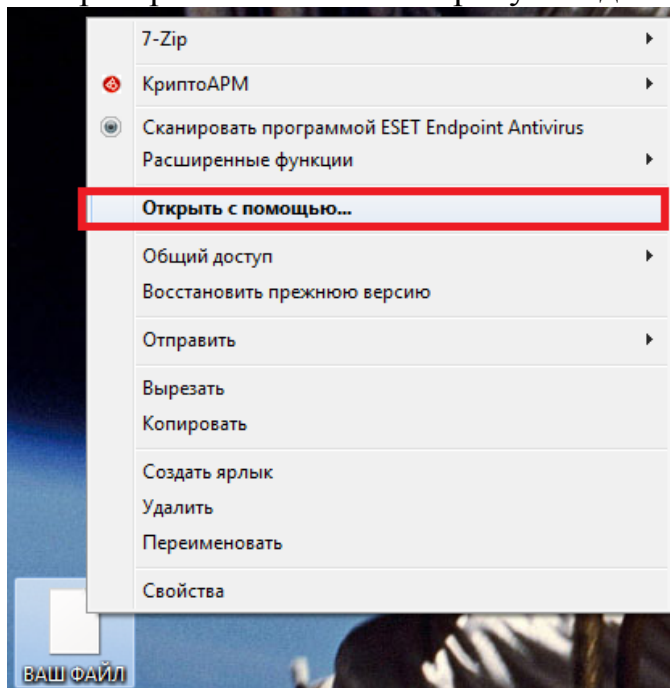 7-Zip
КриптоАРМ
Сканировать программой ESET Endpoint Antivirus
Расширенные функции
Открыть с помощью...
Общий доступ
Восстановить прежнюю версию
Отправить
Вырезать
Копировать
Создать ярлык
Удалить
Переименовать
Свойства
ВАШ ФАЙЛ